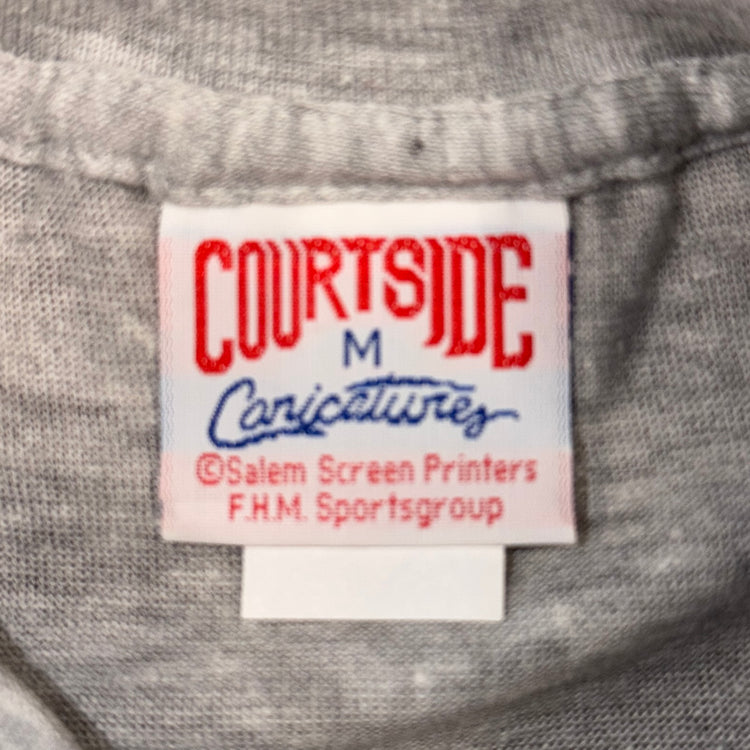 COURTSIDE
M
Caricatures
©Salem Screen Printers
F.H.M. Sportsgroup